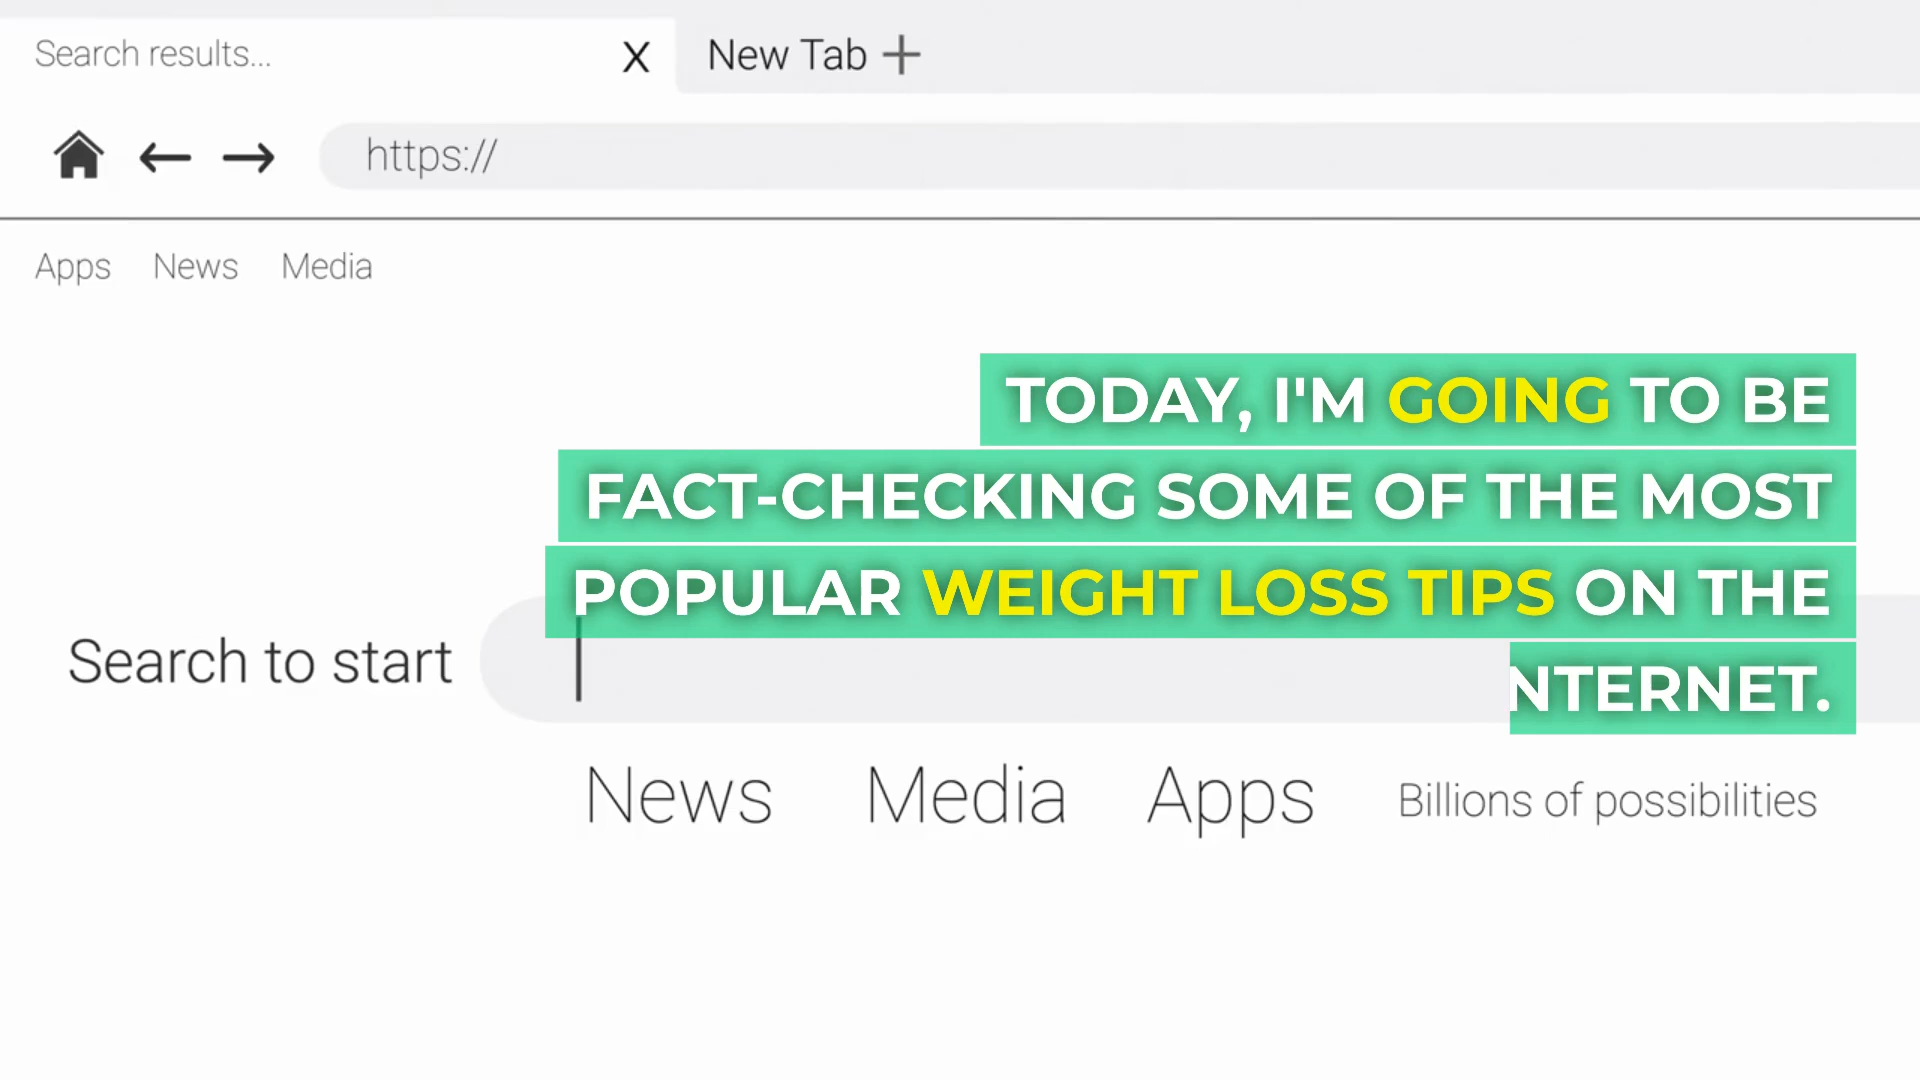 Search results...
X
New Tab +
https://
Apps News Media
TODAY, I'M GOING TO BE
FACT-CHECKING SOME OF THE MOST
POPULAR WEIGHT LOSS TIPS ON THE
NTERNET.
Search to start
News Media Apps Billions of possibilities